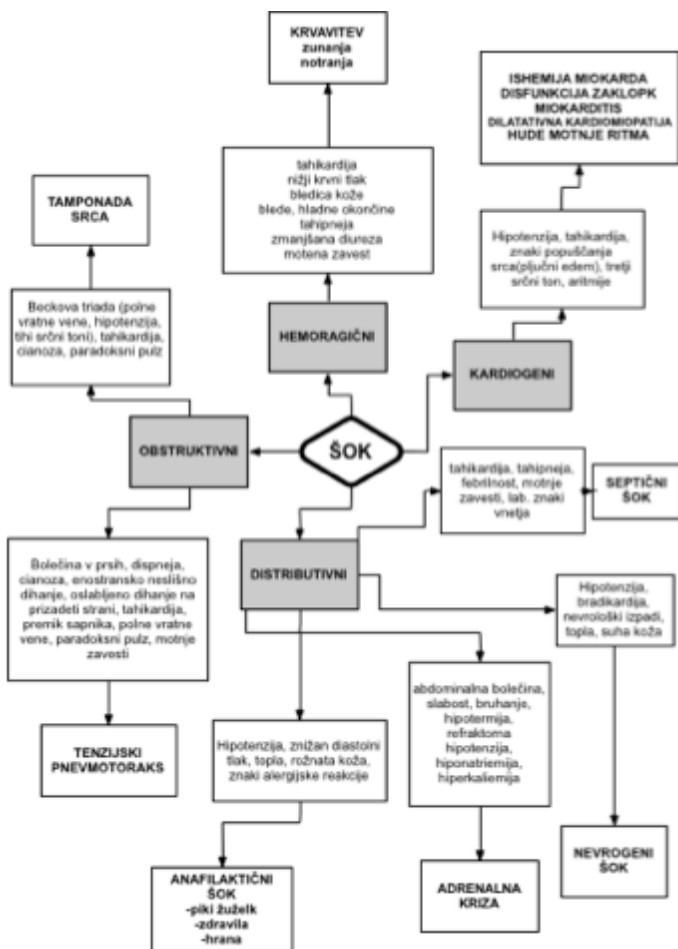 KRVAVITEV
zunanja
notranja
ISHEMIJA MIOKARDA
DISFUNKCIJA ZAKLOPK
MIOKARDITIS
DILATATIVNA KARDIOMIOPATIJA
HUDE MOTNJE RITMA
TAMPONADA
SRCA
tahikardija
nižji krvni tlak
bledica kože
blede, hladne okončine
tahipneja
zmanjšana diureza
motena zavest
Hipotenzija, tahikardija,
znaki popuščanja
srca(pljučni edem), tretji
srčni ton, aritmije
Beckova triada (polne
vratne vene, hipotenzija,
tihi srčni toni), tahikardija,
cianoza, paradoksni pulz
HEMORAGIČNI
KARDIOGENI
OBSTRUKTIVNI
ŠOK
tahikardija, tahipneja,
febrilnost, motnje
zavesti, lab. znaki
vnetja
SEPTIČNI
ŠOK
Bolečina v prsih, dispneja,
cianoza, enostransko neslišno
dihanje, oslabljeno dihanje na
prizadeti strani, tahikardija,
premik sapnika, polne vratne
vene, paradoksni pulz, motnje
zavesti
DISTRIBUTIVNI
Hipotenzija,
bradikardija,
nevrološki izpadi,
topla, suha koža
abdominalna bolečina,
slabost, bruhanje,
hipotermija,
refraktorna
hipotenzija,
hiponatriemija,
hiperkaliemija
Hipotenzija, znižan diastolni
tlak, topla, rožnata koža,
znaki alergijske reakcije
TENZIJSKI
PNEVMOTORAKS
ANAFILAKTIČNI
ŠOK
-piki žuželk
-zdravila
-hrana
ADRENALNA
KRIZA
NEVROGENI
ŠOK